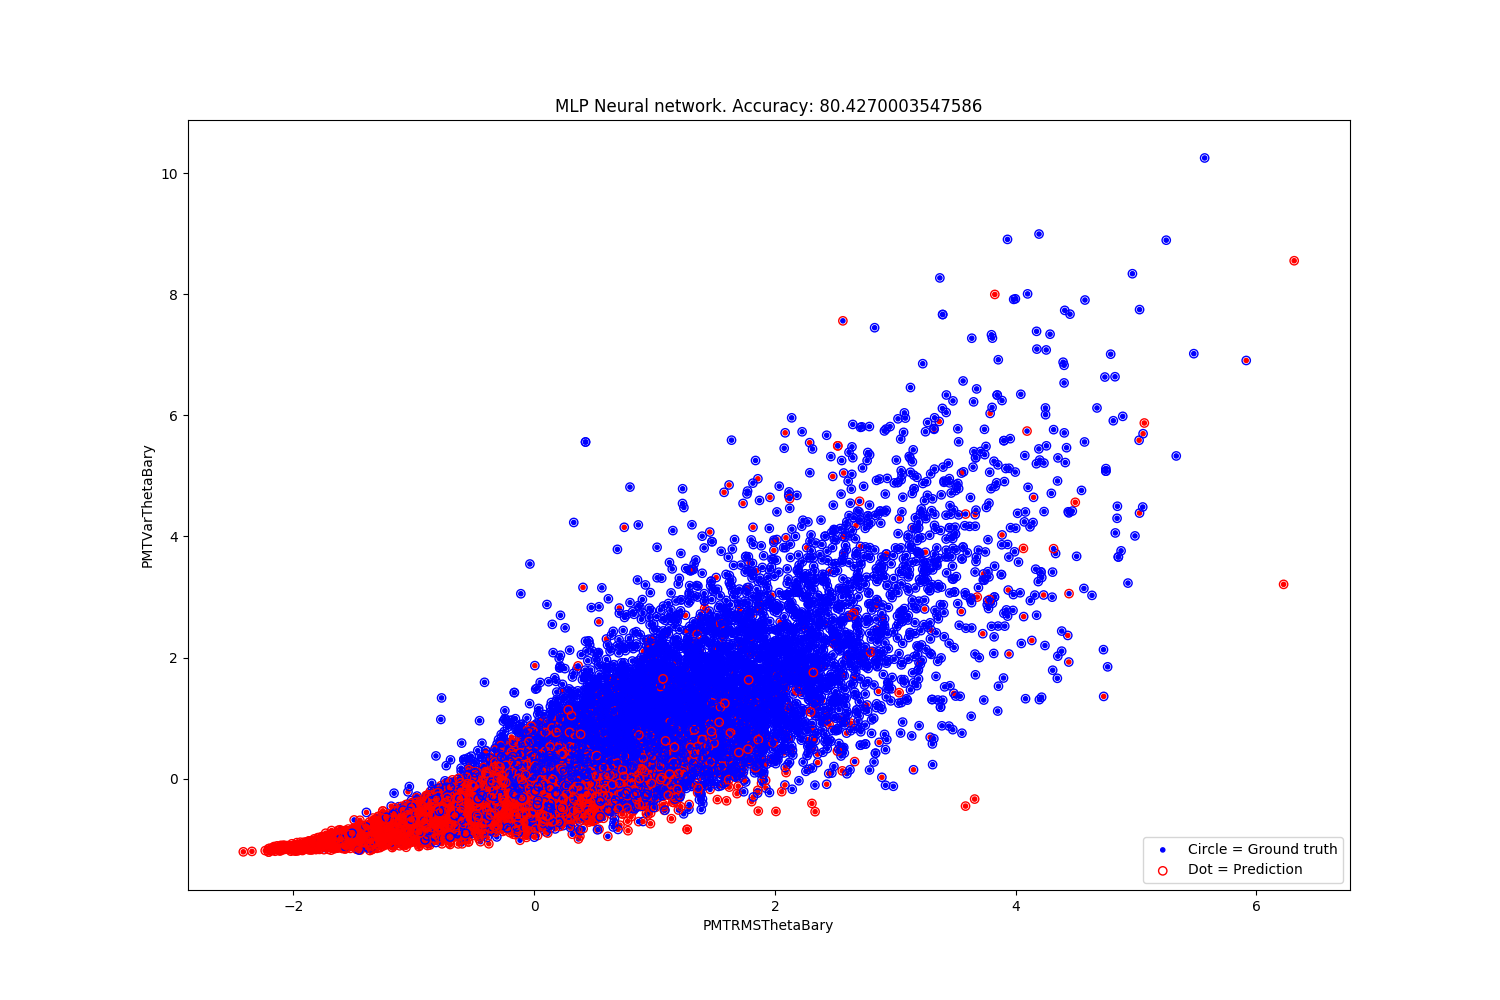 MLP Neural network. Accuracy: 80.4270003547586
10
8
6
4
2
0
PMTVarThetaBary
−2
0
2
4
6
PMTRMSThetaBary
Circle = Ground truth
Dot = Prediction